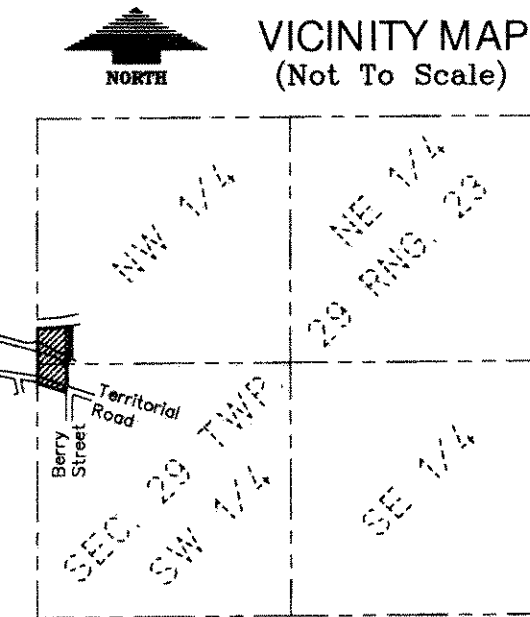 NORTH
VICINITY MAP
(Not To Scale)
NW 1/4
NE 1/4
SEC. 29 TWP. 29 RNG. 23
Territorial
Road
Berry
Street
SW 1/4
SE 1/4